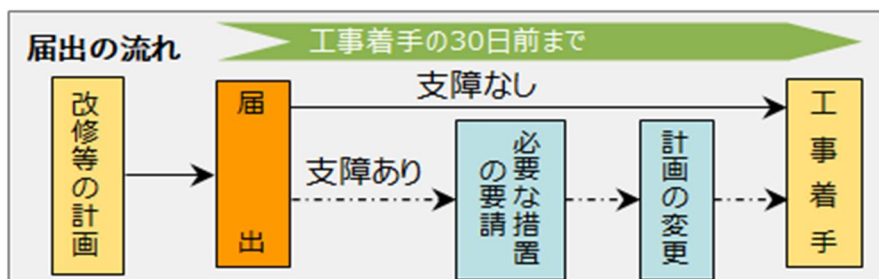 届出の流れ
工事着手の30日前まで
改修等の計画
届出
支障なし
支障あり
必要な措置
の要請
計画の変更
工事着手